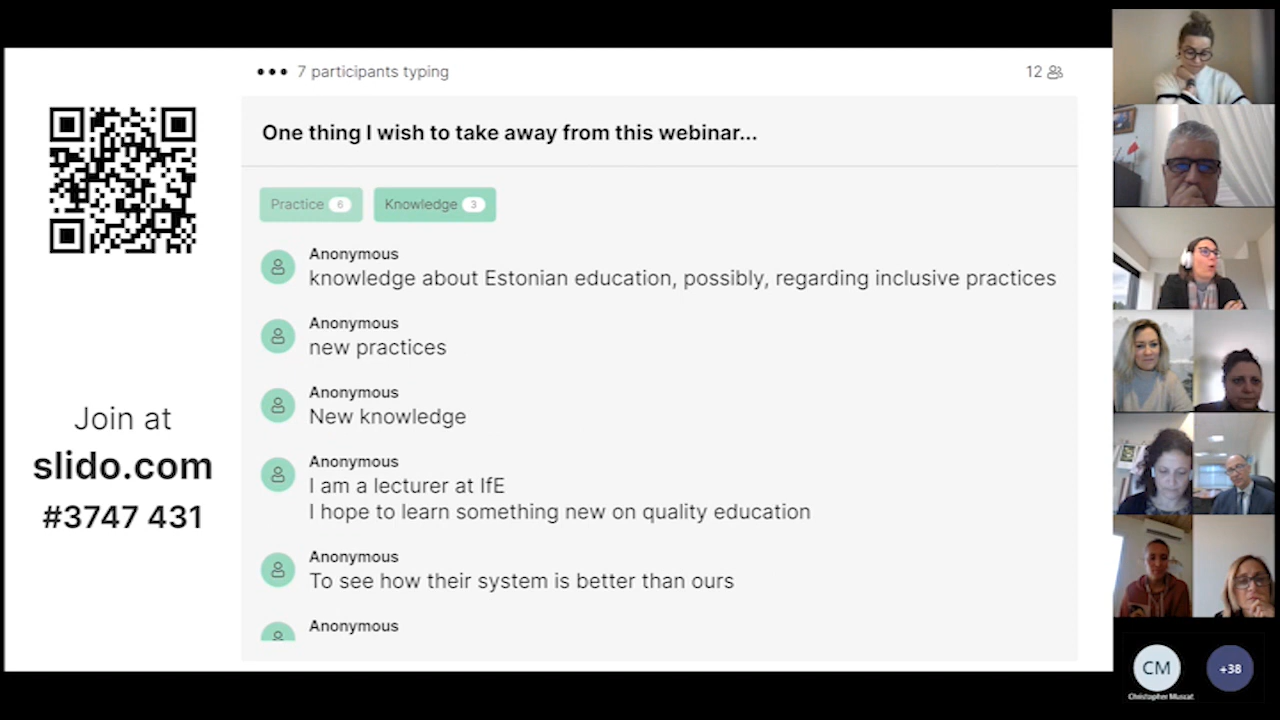 7 participants typing
12
One thing I wish to take away from this webinar...
Practice 6
Knowledge 3
Anonymous
knowledge about Estonian education, possibly, regarding inclusive practices
Anonymous
new practices
Anonymous
New knowledge
Anonymous
I am a lecturer at IfE
I hope to learn something new on quality education
Anonymous
To see how their system is better than ours
Anonymous
Join at
slido.com
#3747 431
CM
Christopher Muscat
+38